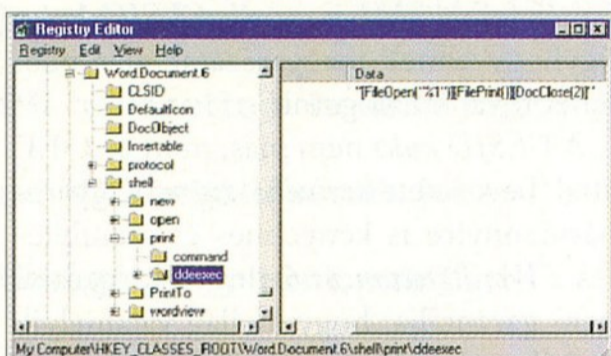 Registry Editor
Registry Edit View Help
Word.Document.6
CLSID
DefaultIcon
DocObject
Insertable
protocol
shell
new
open
print
command
ddeexec
PrintTo
wordview
Data
"[FileOpen("%1")][FilePrint()][DocClose(2)]"
My Computer\HKEY_CLASSES_ROOT\Word.Document.6\shell\print\ddeexec